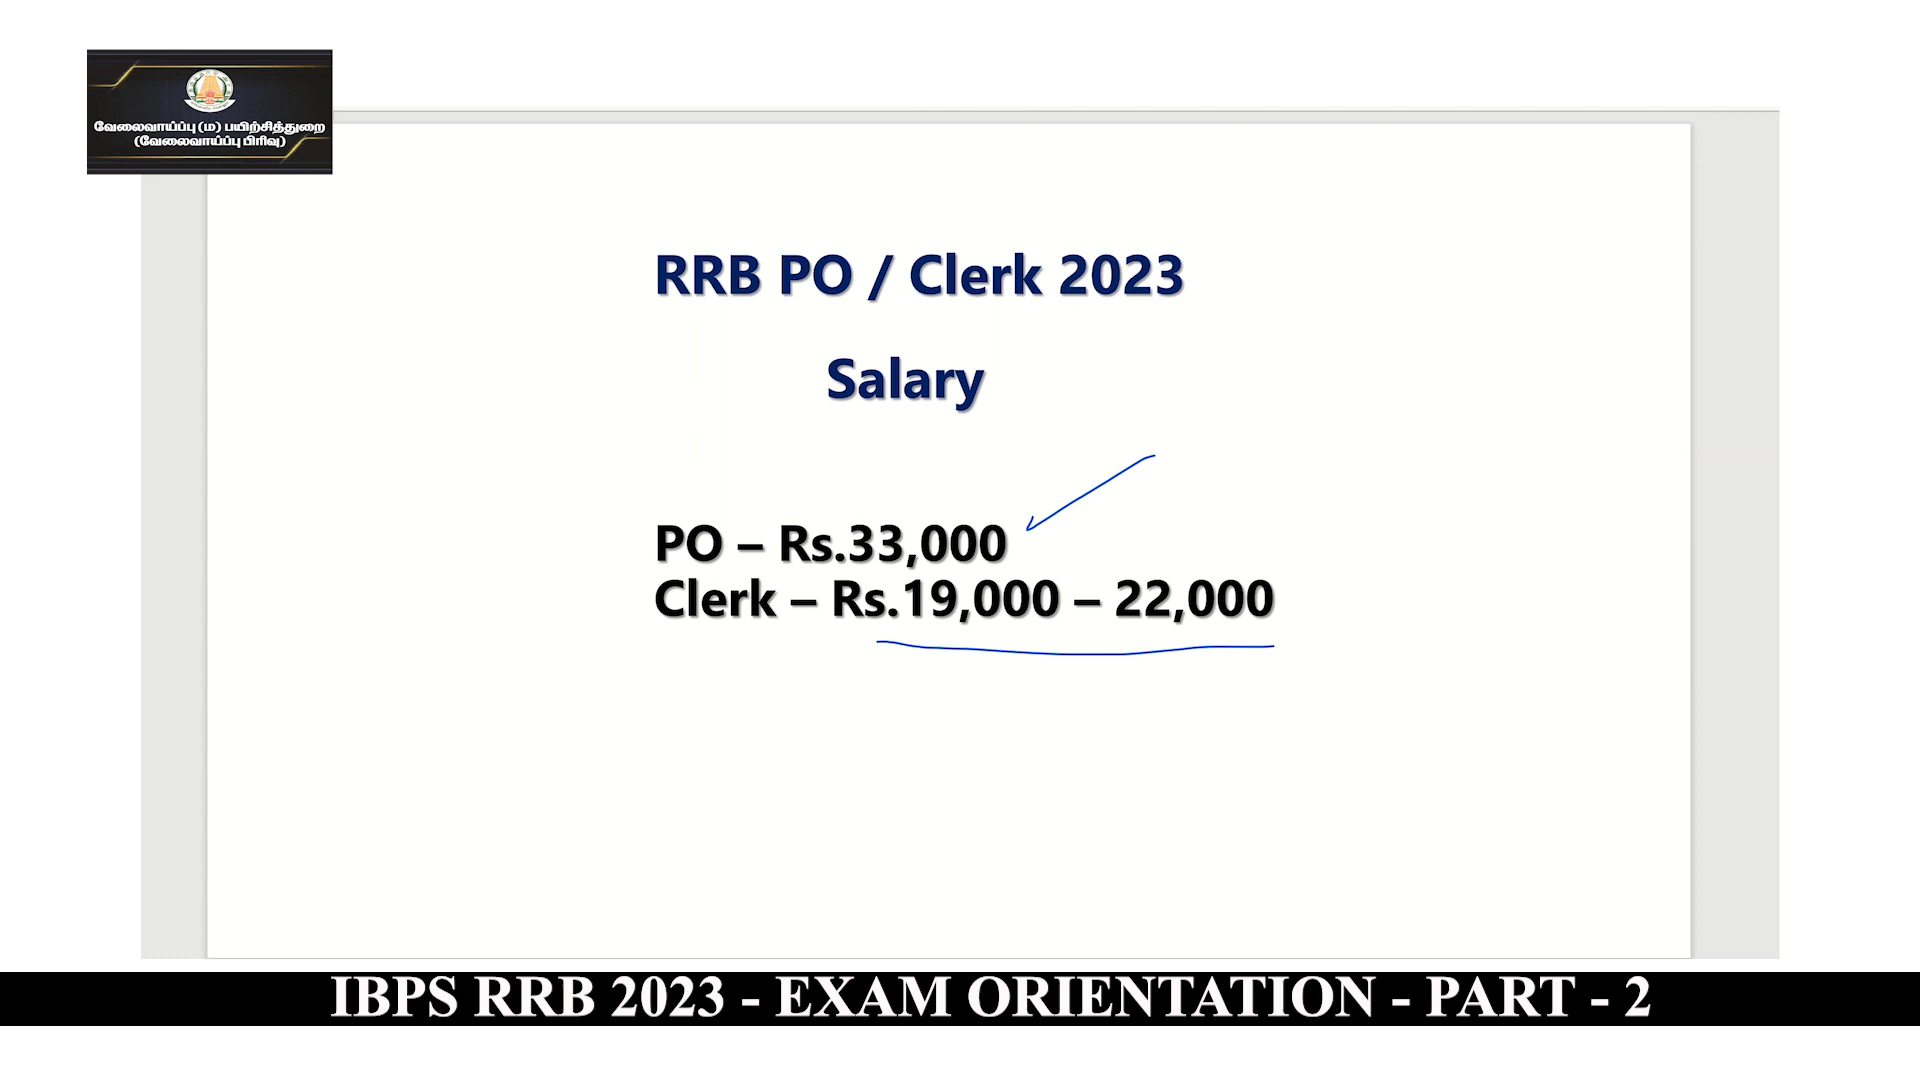 வேலைவாய்ப்பு (ம) பயிற்சித்துறை
(வேலைவாய்ப்பு பிரிவு)
RRB PO / Clerk 2023
Salary
PO – Rs.33,000
Clerk – Rs.19,000 – 22,000
IBPS RRB 2023 - EXAM ORIENTATION - PART - 2